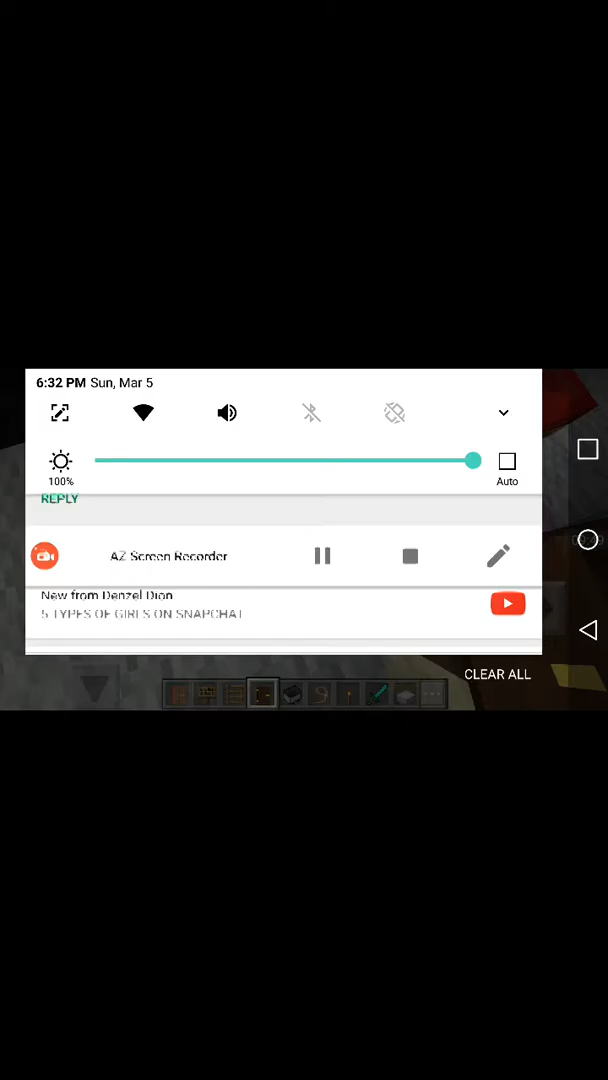 6:32 PM Sun, Mar 5
100%
Auto
REPLY
AZ Screen Recorder
New from Denzel Dion
5 TYPES OF GIRLS ON SNAPCHAT
CLEAR ALL